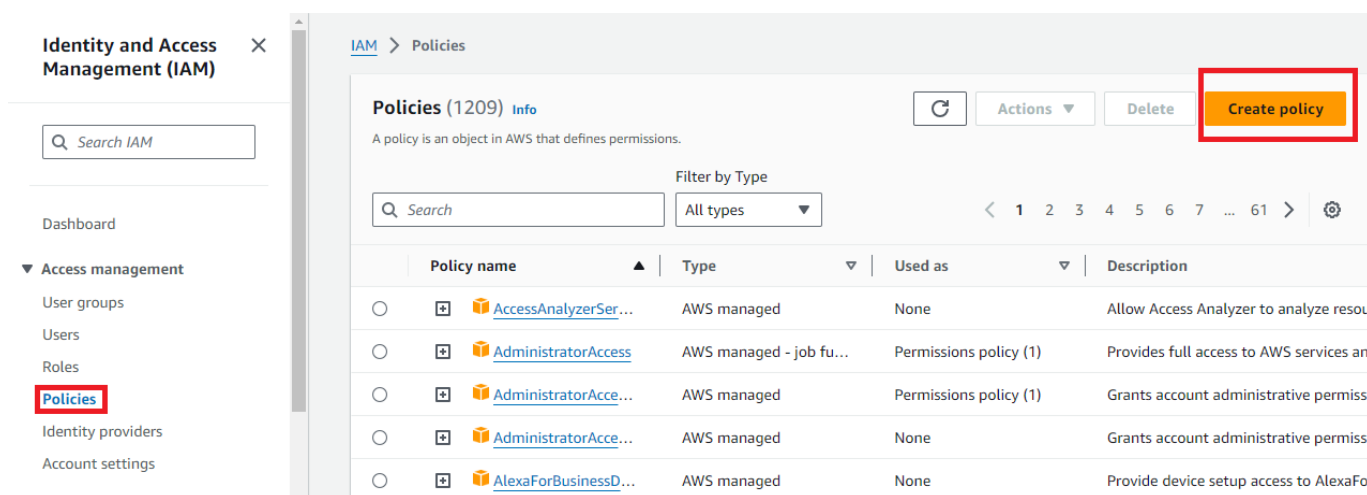 Identity and Access
Management (IAM)
Search IAM
Dashboard
Access management
User groups
Users
Roles
Policies
Identity providers
Account settings
IAM > Policies
Policies (1209) Info
A policy is an object in AWS that defines permissions.
Actions
Delete
Create policy
Filter by Type
Search
All types
1 2 3 4 5 6 7 ... 61
Policy name Type Used as Description
AccessAnalyzerSer... AWS managed None Allow Access Analyzer to analyze resou
AdministratorAccess AWS managed - job fu... Permissions policy (1) Provides full access to AWS services an
AdministratorAcce... AWS managed Permissions policy (1) Grants account administrative permiss
AdministratorAcce... AWS managed None Grants account administrative permiss
AlexaForBusinessD... AWS managed None Provide device setup access to AlexaFo